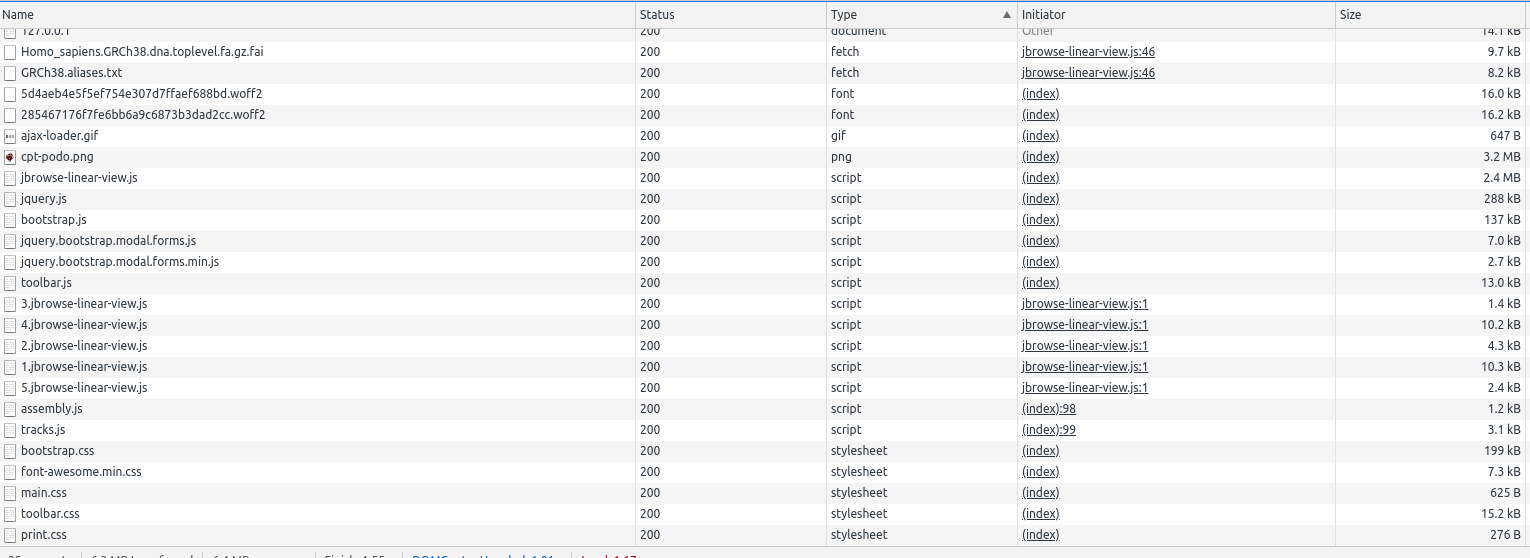 Name Status Type Initiator Size
127.0.0.1 200 document Other 14.1 kB
Homo_sapiens.GRCh38.dna.toplevel.fa.gz.fai 200 fetch jbrowse-linear-view.js:46 9.7 kB
GRCh38.aliases.txt 200 fetch jbrowse-linear-view.js:46 8.2 kB
5d4aeb4e5f5ef754e307d7ffaef688bd.woff2 200 font (index) 16.0 kB
285467176f7fe6bb6a9c6873b3dad2cc.woff2 200 font (index) 16.2 kB
ajax-loader.gif 200 gif (index) 647 B
cpt-podo.png 200 png (index) 3.2 MB
jbrowse-linear-view.js 200 script (index) 2.4 MB
jquery.js 200 script (index) 288 kB
bootstrap.js 200 script (index) 137 kB
jquery.bootstrap.modal.forms.js 200 script (index) 7.0 kB
jquery.bootstrap.modal.forms.min.js 200 script (index) 2.7 kB
toolbar.js 200 script (index) 13.0 kB
3.jbrowse-linear-view.js 200 script jbrowse-linear-view.js:1 1.4 kB
4.jbrowse-linear-view.js 200 script jbrowse-linear-view.js:1 10.2 kB
2.jbrowse-linear-view.js 200 script jbrowse-linear-view.js:1 4.3 kB
1.jbrowse-linear-view.js 200 script jbrowse-linear-view.js:1 10.3 kB
5.jbrowse-linear-view.js 200 script jbrowse-linear-view.js:1 2.4 kB
assembly.js 200 script (index):98 1.2 kB
tracks.js 200 script (index):99 3.1 kB
bootstrap.css 200 stylesheet (index) 199 kB
font-awesome.min.css 200 stylesheet (index) 7.3 kB
main.css 200 stylesheet (index) 625 B
toolbar.css 200 stylesheet (index) 15.2 kB
print.css 200 stylesheet (index) 276 B